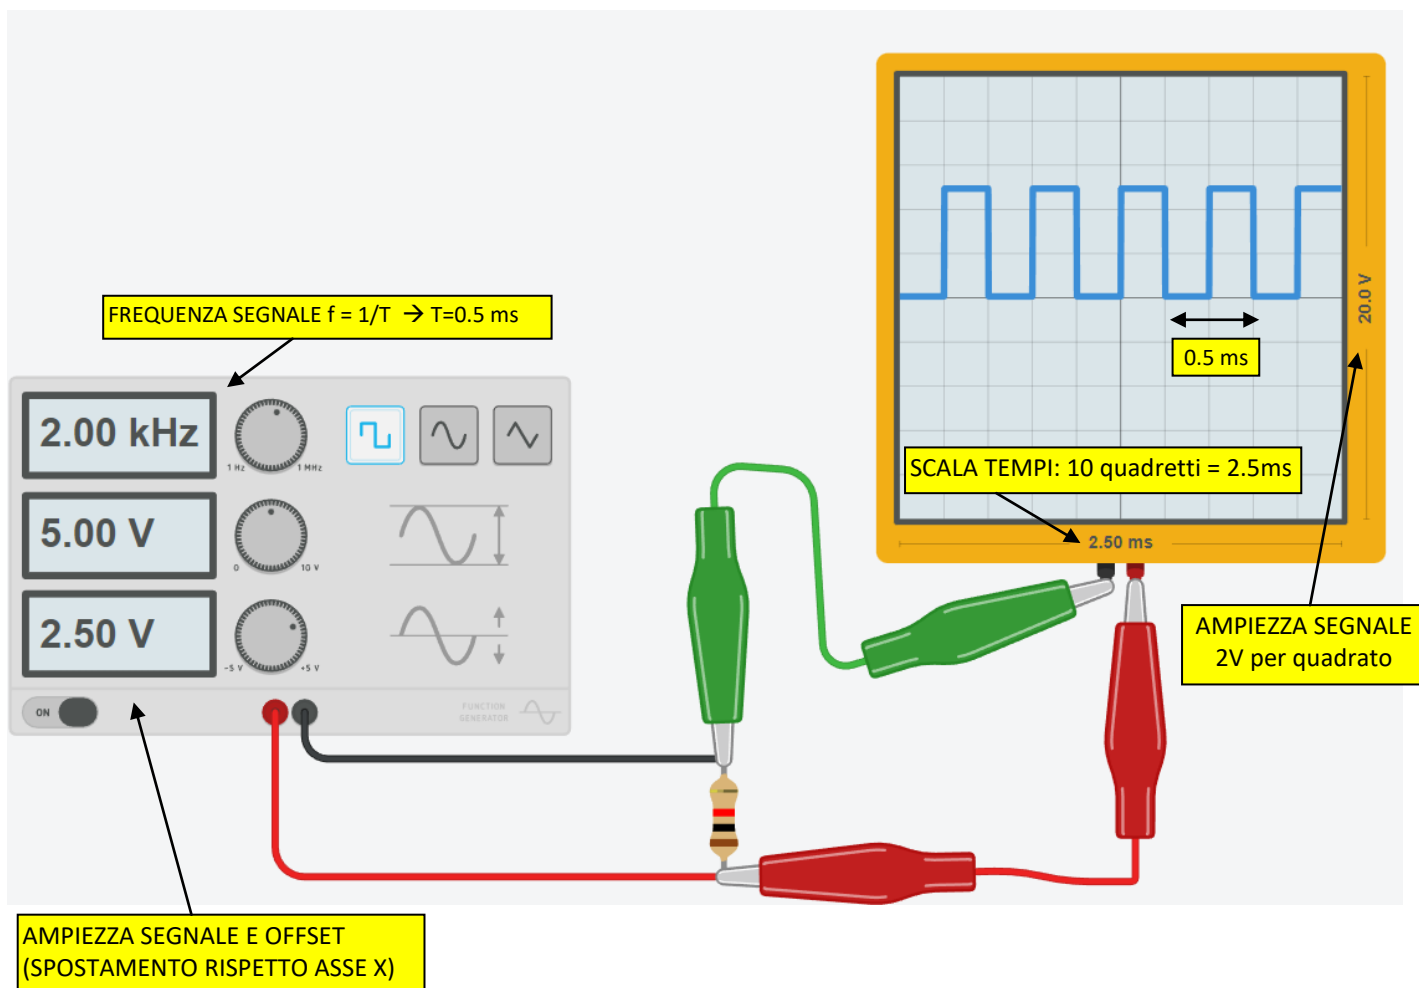 20.0 V
FREQUENZA SEGNALE f = 1/T → T=0.5 ms
0.5 ms
2.00 kHz
1 Hz
1 MHz
SCALA TEMPI: 10 quadretti = 2.5ms
5.00 V
0
10 V
2.50 ms
2.50 V
-5 V
+5 V
AMPIEZZA SEGNALE
2V per quadrato
ON
FUNCTION
GENERATOR
AMPIEZZA SEGNALE E OFFSET
(SPOSTAMENTO RISPETTO ASSE X)